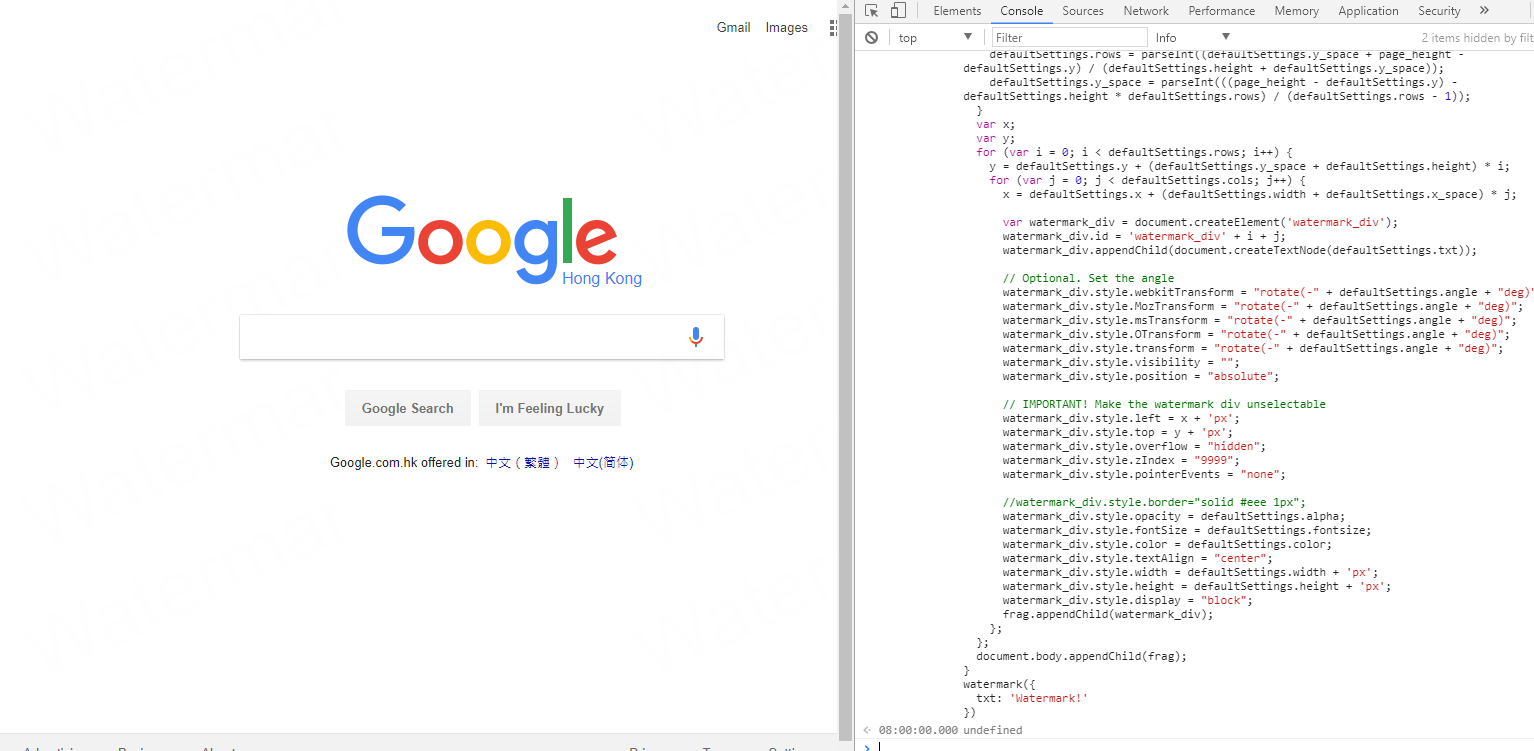 Gmail Images
Google
Hong Kong
Google Search I'm Feeling Lucky
Google.com.hk offered in: 中文（繁體） 中文(简体)
Elements Console Sources Network Performance Memory Application Security »
top ▼ Filter Info ▼ 2 items hidden by filt
defaultSettings.rows = parseInt((defaultSettings.y_space + page_height -
defaultSettings.y) / (defaultSettings.height + defaultSettings.y_space));
defaultSettings.y_space = parseInt(((page_height - defaultSettings.y) -
defaultSettings.height * defaultSettings.rows) / (defaultSettings.rows - 1));
}
var x;
var y;
for (var i = 0; i < defaultSettings.rows; i++) {
y = defaultSettings.y + (defaultSettings.y_space + defaultSettings.height) * i;
for (var j = 0; j < defaultSettings.cols; j++) {
x = defaultSettings.x + (defaultSettings.width + defaultSettings.x_space) * j;
var watermark_div = document.createElement('watermark_div');
watermark_div.id = 'watermark_div' + i + j;
watermark_div.appendChild(document.createTextNode(defaultSettings.txt));
// Optional. Set the angle
watermark_div.style.webkitTransform = "rotate(-" + defaultSettings.angle + "deg)"
watermark_div.style.MozTransform = "rotate(-" + defaultSettings.angle + "deg)";
watermark_div.style.msTransform = "rotate(-" + defaultSettings.angle + "deg)";
watermark_div.style.OTransform = "rotate(-" + defaultSettings.angle + "deg)";
watermark_div.style.transform = "rotate(-" + defaultSettings.angle + "deg)";
watermark_div.style.visibility = "";
watermark_div.style.position = "absolute";
// IMPORTANT! Make the watermark div unselectable
watermark_div.style.left = x + 'px';
watermark_div.style.top = y + 'px';
watermark_div.style.overflow = "hidden";
watermark_div.style.zIndex = "9999";
watermark_div.style.pointerEvents = "none";
//watermark_div.style.border="solid #eee 1px";
watermark_div.style.opacity = defaultSettings.alpha;
watermark_div.style.fontSize = defaultSettings.fontsize;
watermark_div.style.color = defaultSettings.color;
watermark_div.style.textAlign = "center";
watermark_div.style.width = defaultSettings.width + 'px';
watermark_div.style.height = defaultSettings.height + 'px';
watermark_div.style.display = "block";
frag.appendChild(watermark_div);
};
};
document.body.appendChild(frag);
}
watermark({
txt: 'Watermark!'
})
08:00:00.000 undefined